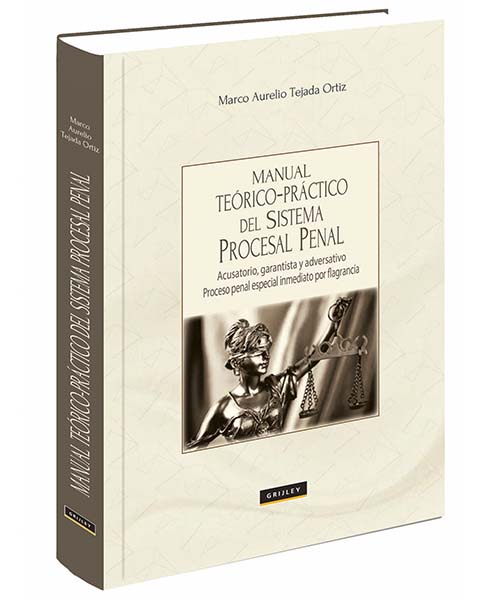 Marco
Aurelio
Tejada Ortiz
MANUAL TEÓRICO-PRÁCTICO DEL SISTEMA PROCESAL PENAL
GRIJLEY
Marco Aurelio Tejada Ortiz
MANUAL
TEÓRICO-PRÁCTICO
DEL SISTEMA
PROCESAL PENAL
Acusatorio, garantista y adversativo
Proceso penal especial inmediato por flagrancia
GRIJLEY